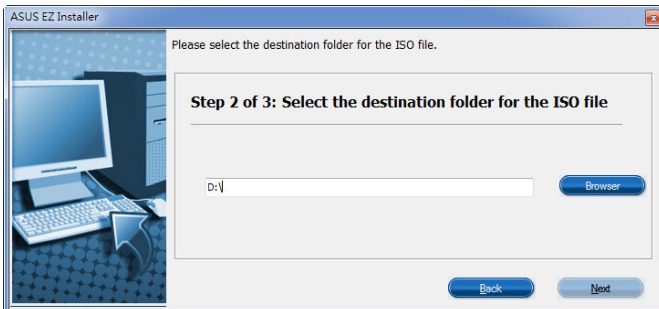 ASUS EZ Installer
Please select the destination folder for the ISO file.
Step 2 of 3: Select the destination folder for the ISO file
D:\
Browser
Back
Next